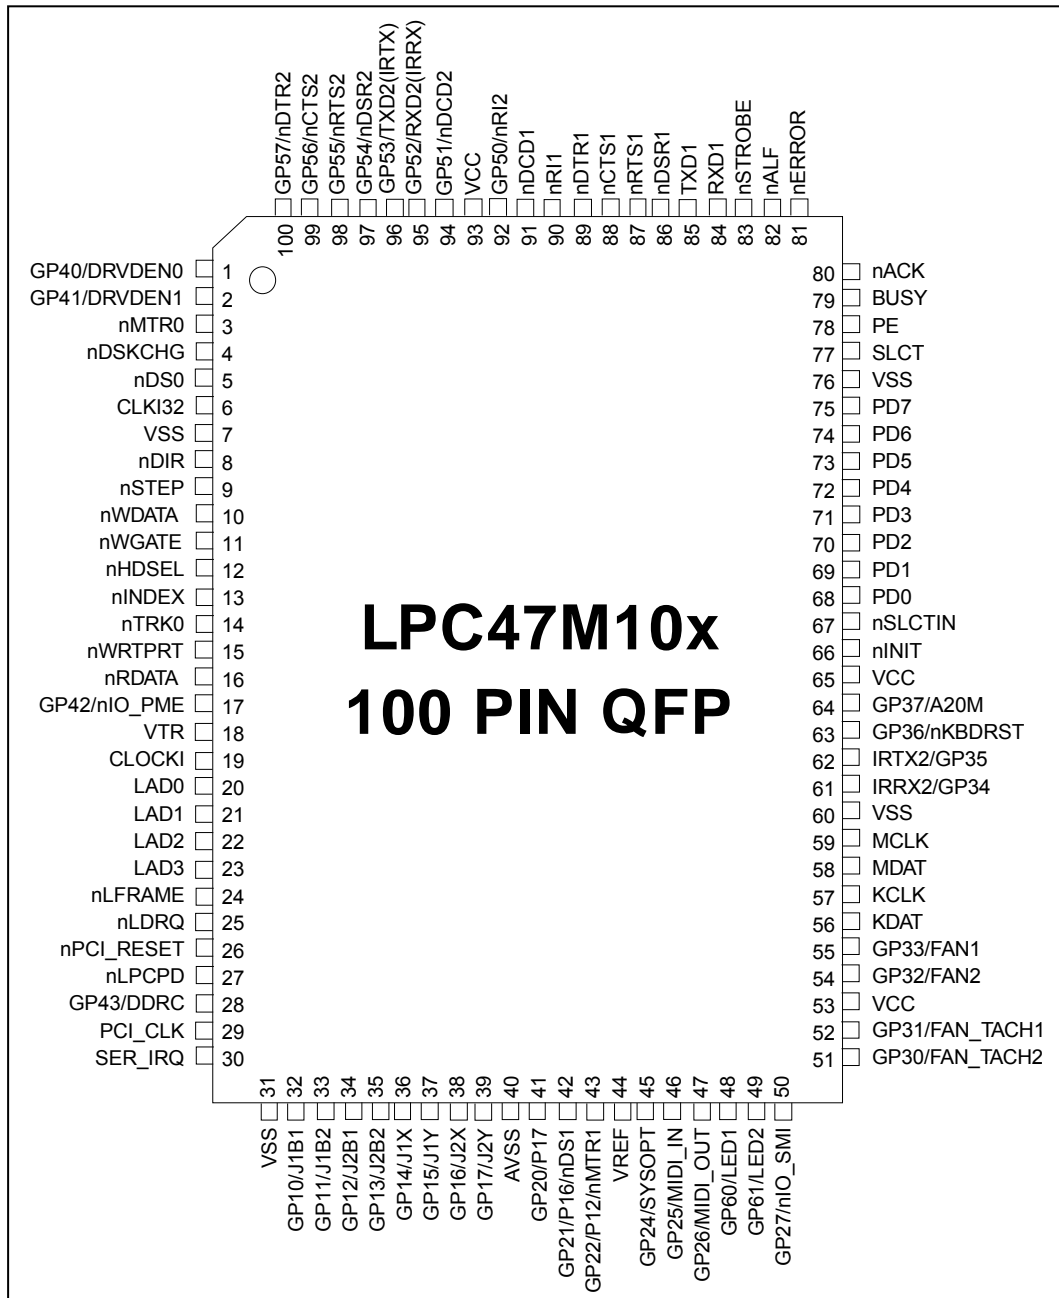 GP57/nDTR2
GP56/nCTS2
GP55/nRTS2
GP54/nDSR2
GP53/TXD2(IRTX)
GP52/RXD2(IRRX)
GP51/nDCD2
VCC
GP50/nRI2
nDCD1
nRI1
nDTR1
nCTS1
nRTS1
nDSR1
TXD1
RXD1
nSTROBE
nALF
nERROR
100
99
98
97
96
95
94
93
92
91
90
89
88
87
86
85
84
83
82
81
GP40/DRVDEN0 1
GP41/DRVDEN1 2
nMTR0 3
nDSKCHG 4
nDS0 5
CLKI32 6
VSS 7
nDIR 8
nSTEP 9
nWDATA 10
nWGATE 11
nHDSEL 12
nINDEX 13
nTRK0 14
nWRTPRT 15
nRDATA 16
GP42/nIO_PME 17
VTR 18
CLOCKI 19
LAD0 20
LAD1 21
LAD2 22
LAD3 23
nLFRAME 24
nLDRQ 25
nPCI_RESET 26
nLPCPD 27
GP43/DDRC 28
PCI_CLK 29
SER_IRQ 30
LPC47M10x
100 PIN QFP
80 nACK
79 BUSY
78 PE
77 SLCT
76 VSS
75 PD7
74 PD6
73 PD5
72 PD4
71 PD3
70 PD2
69 PD1
68 PD0
67 nSLCTIN
66 nINIT
65 VCC
64 GP37/A20M
63 GP36/nKBDRST
62 IRTX2/GP35
61 IRRX2/GP34
60 VSS
59 MCLK
58 MDAT
57 KCLK
56 KDAT
55 GP33/FAN1
54 GP32/FAN2
53 VCC
52 GP31/FAN_TACH1
51 GP30/FAN_TACH2
31
32
33
34
35
36
37
38
39
40
41
42
43
44
45
46
47
48
49
50
VSS
GP10/J1B1
GP11/J1B2
GP12/J2B1
GP13/J2B2
GP14/J1X
GP15/J1Y
GP16/J2X
GP17/J2Y
AVSS
GP20/P17
GP21/P16/nDS1
GP22/P12/nMTR1
VREF
GP24/SYSOPT
GP25/MIDI_IN
GP26/MIDI_OUT
GP60/LED1
GP61/LED2
GP27/nIO_SMI